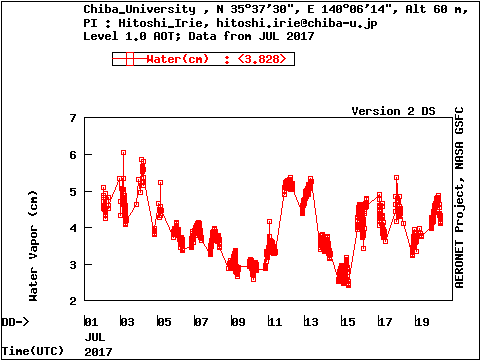 Chiba_University , N 35°37'30", E 140°06'14", Alt 60 m,
PI : Hitoshi_Irie, hitoshi.irie@chiba-u.jp
Level 1.0 AOT; Data from JUL 2017
Water(cm) : <3.828>
Version 2 DS
7
6
5
4
3
2
Water Vapor (cm)
AERONET Project, NASA GSFC
DD-> 01 03 05 07 09 11 13 15 17 19
JUL
Time(UTC) 2017